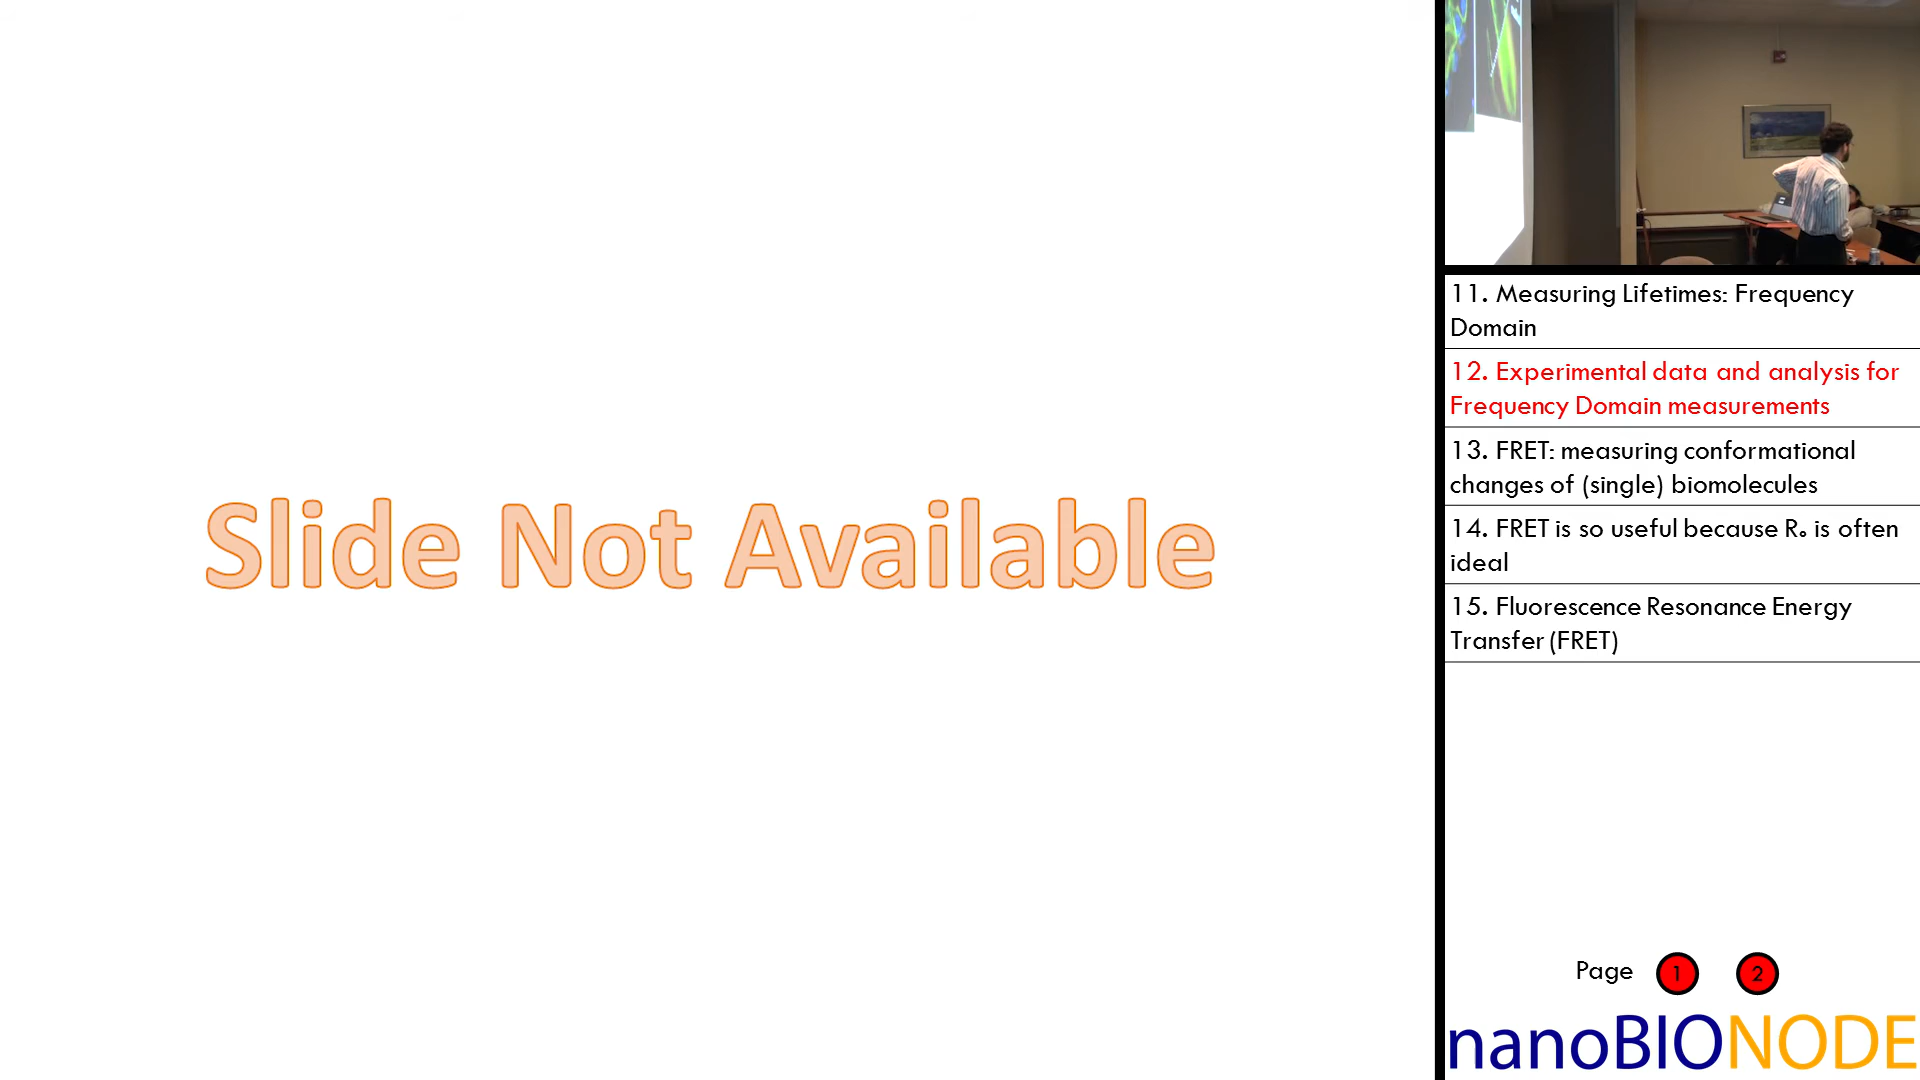 Slide Not Available
11. Measuring Lifetimes: Frequency
Domain
12. Experimental data and analysis for
Frequency Domain measurements
13. FRET: measuring conformational
changes of (single) biomolecules
14. FRET is so useful because Rₒ is often
ideal
15. Fluorescence Resonance Energy
Transfer (FRET)
Page 1 2
nanoBIONODE